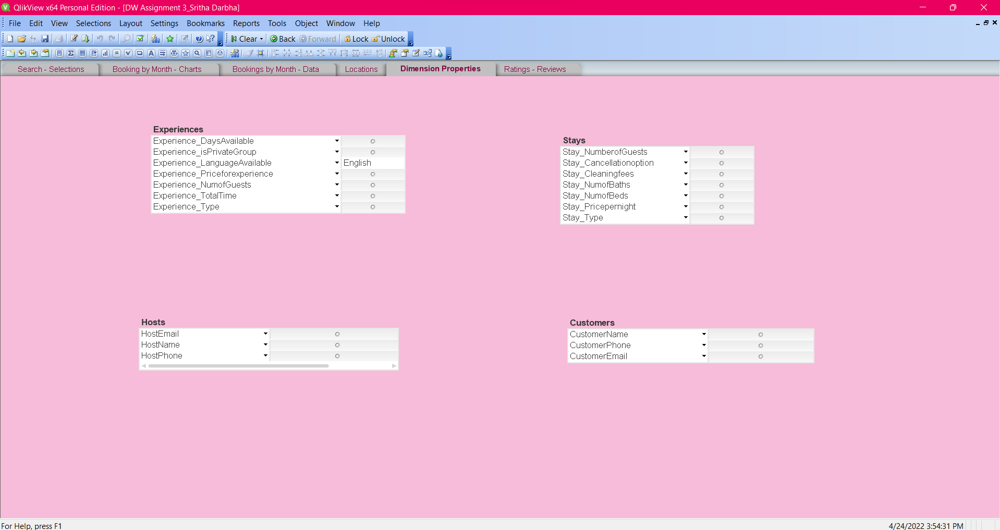 QlikView x64 Personal Edition - [DW Assignment 3_Sritha Darbha]
File Edit View Selections Layout Settings Bookmarks Reports Tools Object Window Help
Clear Back Forward Lock Unlock
Search - Selections Booking by Month - Charts Bookings by Month - Data Locations Dimension Properties Ratings - Reviews
Experiences
Experience_DaysAvailable
Experience_isPrivateGroup
Experience_LanguageAvailable English
Experience_Priceforexperience
Experience_NumofGuests
Experience_TotalTime
Experience_Type
Stays
Stay_NumberofGuests
Stay_Cancellationoption
Stay_Cleaningfees
Stay_NumofBaths
Stay_NumofBeds
Stay_Pricepernight
Stay_Type
Hosts
HostEmail
HostName
HostPhone
Customers
CustomerName
CustomerPhone
CustomerEmail
For Help, press F1 4/24/2022 3:54:31 PM